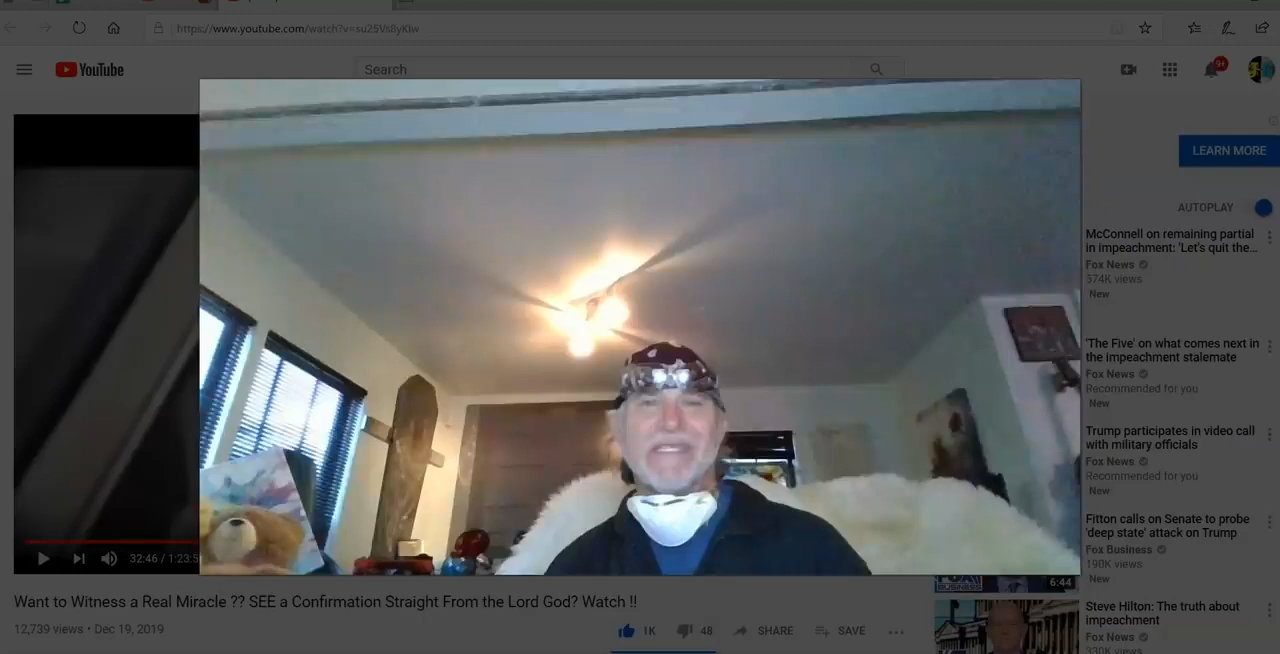 https://www.youtube.com/watch?v=su25Vs8yKIw
YouTube
Search
9+
LEARN MORE
AUTOPLAY
McConnell on remaining partial
in impeachment: 'Let's quit the...
Fox News
574K views
New
'The Five' on what comes next in
the impeachment stalemate
Fox News
Recommended for you
New
Trump participates in video call
with military officials
Fox News
Recommended for you
New
Fitton calls on Senate to probe
'deep state' attack on Trump
Fox Business
190K views
New
6:44
Steve Hilton: The truth about
impeachment
Fox News
330K views
32:46 / 1:23:5
Want to Witness a Real Miracle ?? SEE a Confirmation Straight From the Lord God? Watch !!
12,739 views • Dec 19, 2019
1K
48
SHARE
SAVE